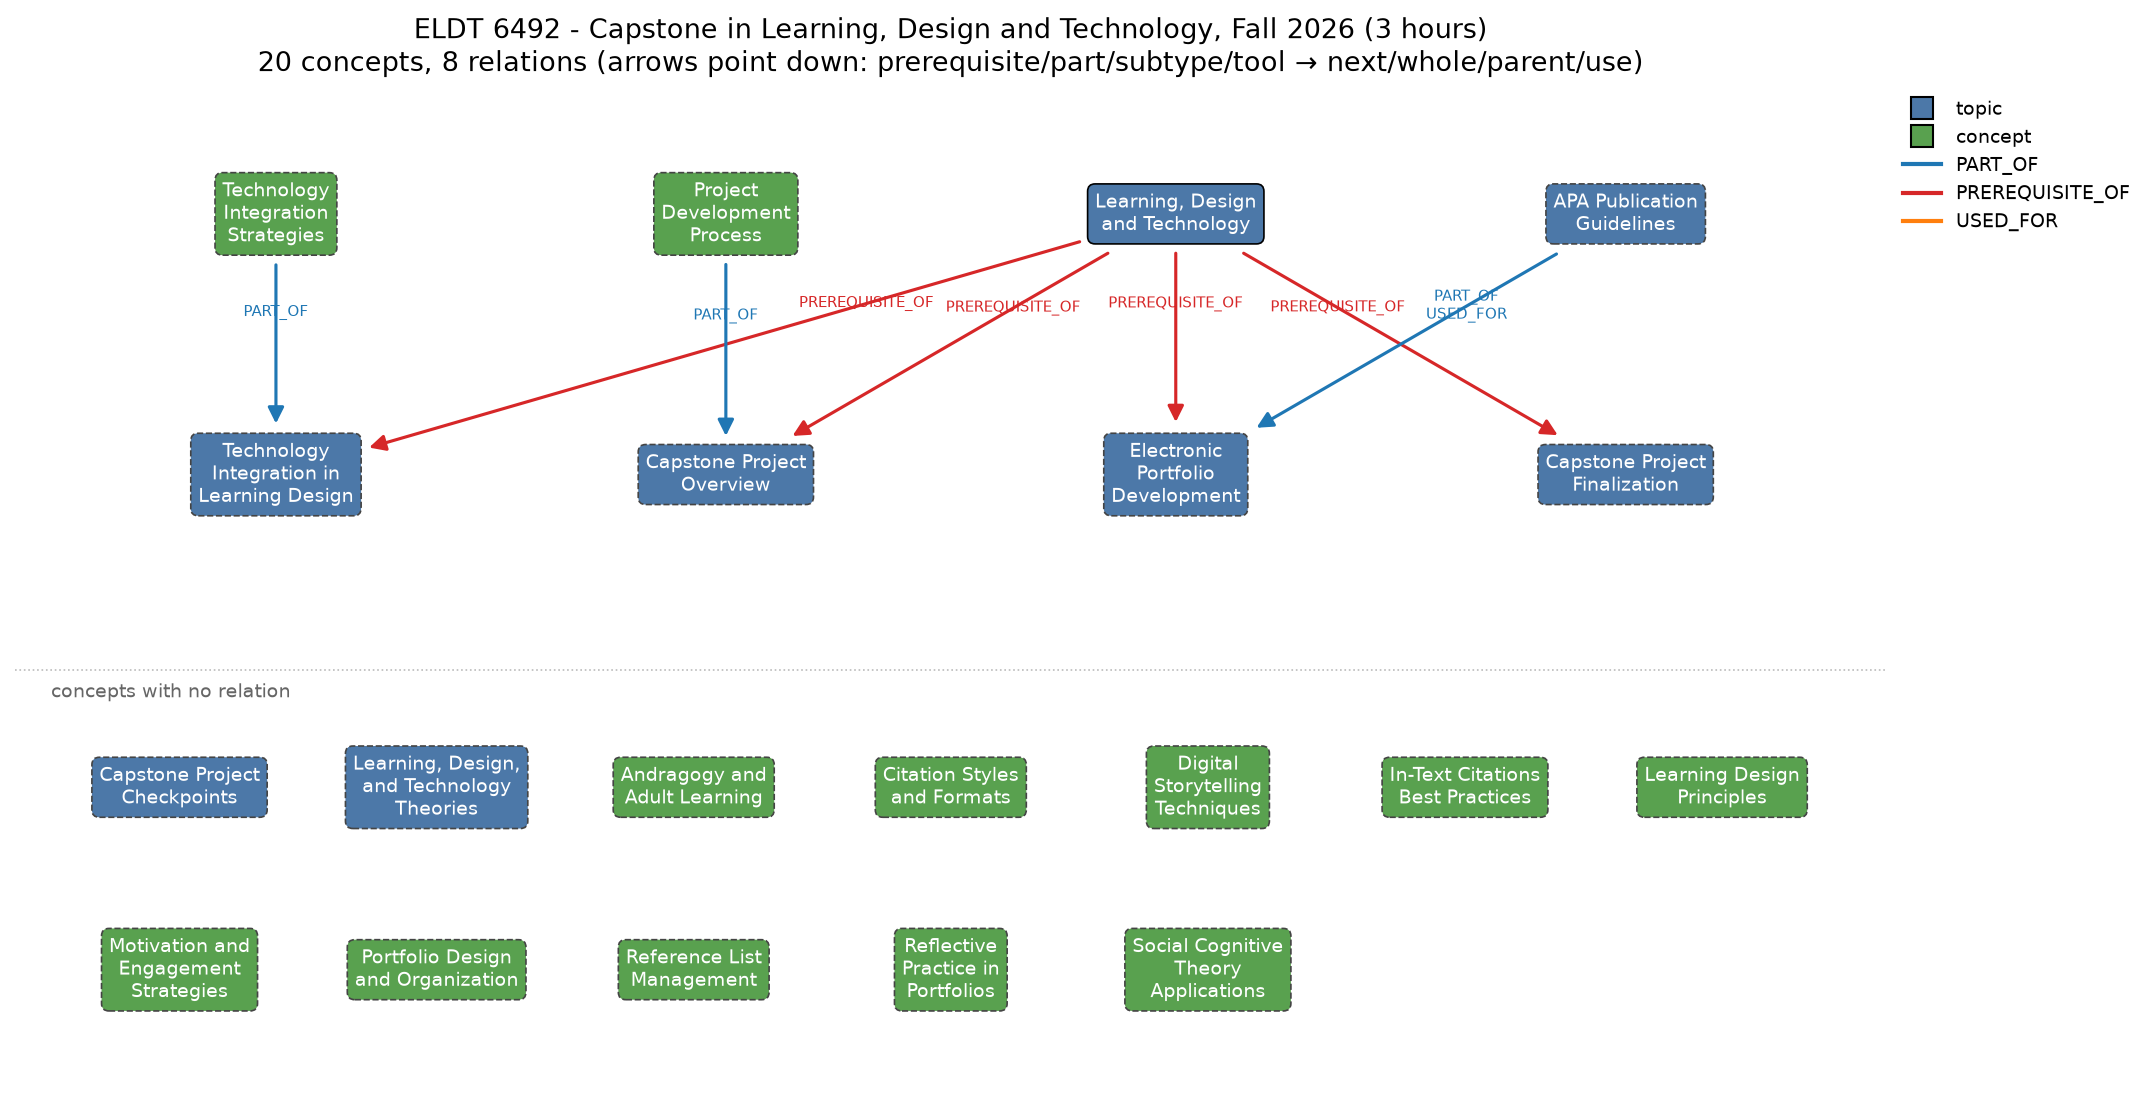 ELDT 6492 - Capstone in Learning, Design and Technology, Fall 2026 (3 hours)
20 concepts, 8 relations (arrows point down: prerequisite/part/subtype/tool → next/whole/parent/use)
topic
concept
PART_OF
PREREQUISITE_OF
USED_FOR
Technology
Integration
Strategies
Project
Development
Process
Learning, Design
and Technology
APA Publication
Guidelines
PART_OF
PART_OF
PREREQUISITE_OF
PREREQUISITE_OF
PREREQUISITE_OF
PREREQUISITE_OF
PART_OF
USED_FOR
Technology
Integration in
Learning Design
Capstone Project
Overview
Electronic
Portfolio
Development
Capstone Project
Finalization
concepts with no relation
Capstone Project
Checkpoints
Learning, Design,
and Technology
Theories
Andragogy and
Adult Learning
Citation Styles
and Formats
Digital
Storytelling
Techniques
In-Text Citations
Best Practices
Learning Design
Principles
Motivation and
Engagement
Strategies
Portfolio Design
and Organization
Reference List
Management
Reflective
Practice in
Portfolios
Social Cognitive
Theory
Applications